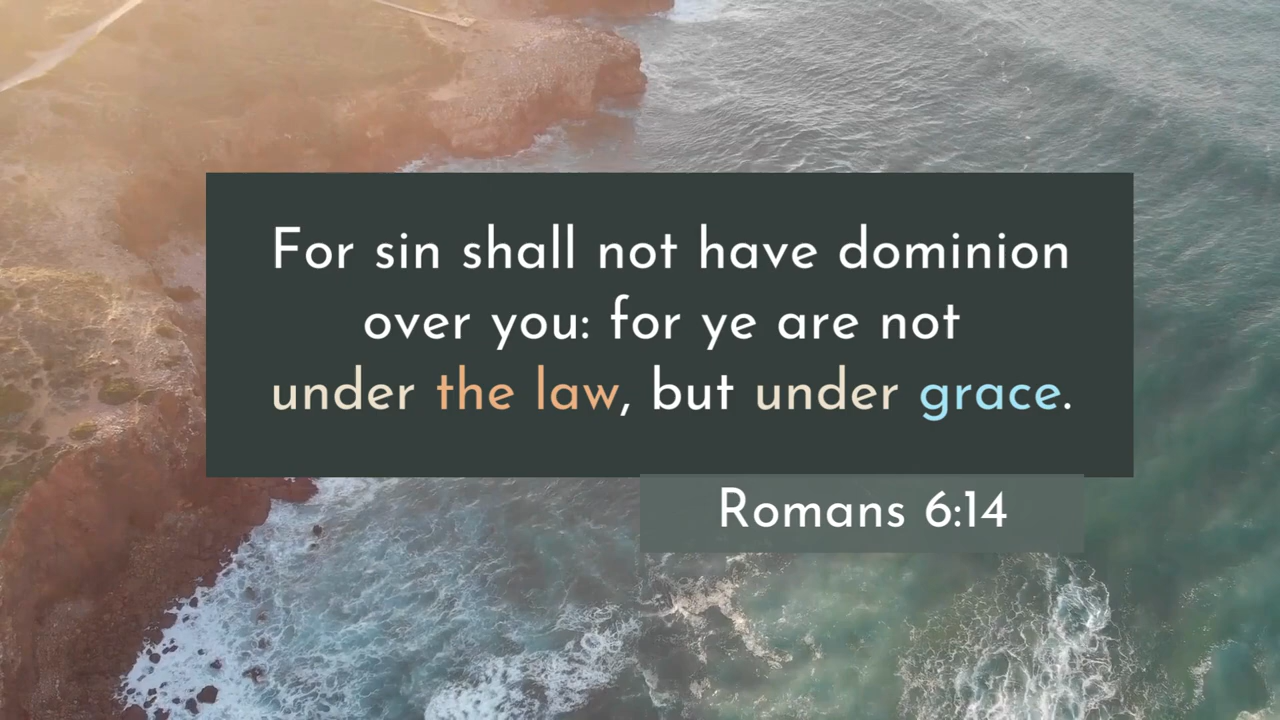 For sin shall not have dominion
over you: for ye are not
under the law, but under grace.
Romans 6:14